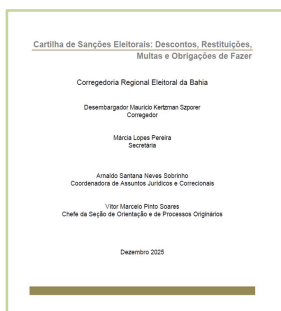 Cartilha de Sanções Eleitorais: Descontos, Restituições,
Multas e Obrigações de Fazer
Corregedoria Regional Eleitoral da Bahia
Desembargador Maurício Kertzman Szporer
Corregedor
Márcia Lopes Pereira
Secretária
Arnaldo Santana Neves Sobrinho
Coordenadora de Assuntos Jurídicos e Correcionais
Vitor Marcelo Pinto Soares
Chefe da Seção de Orientação e de Processos Originários
Dezembro 2025